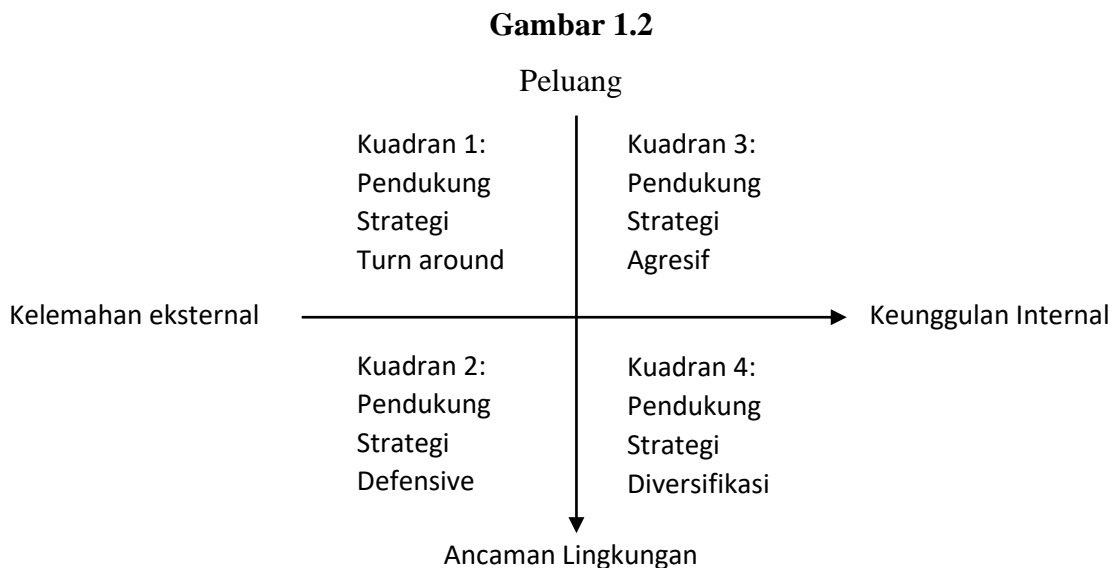 Gambar 1.2
Peluang
Kuadran 1:
Pendukung
Strategi
Turn around
Kuadran 3:
Pendukung
Strategi
Agresif
Kelemahan eksternal
Keunggulan Internal
Kuadran 2:
Pendukung
Strategi
Defensive
Kuadran 4:
Pendukung
Strategi
Diversifikasi
Ancaman Lingkungan